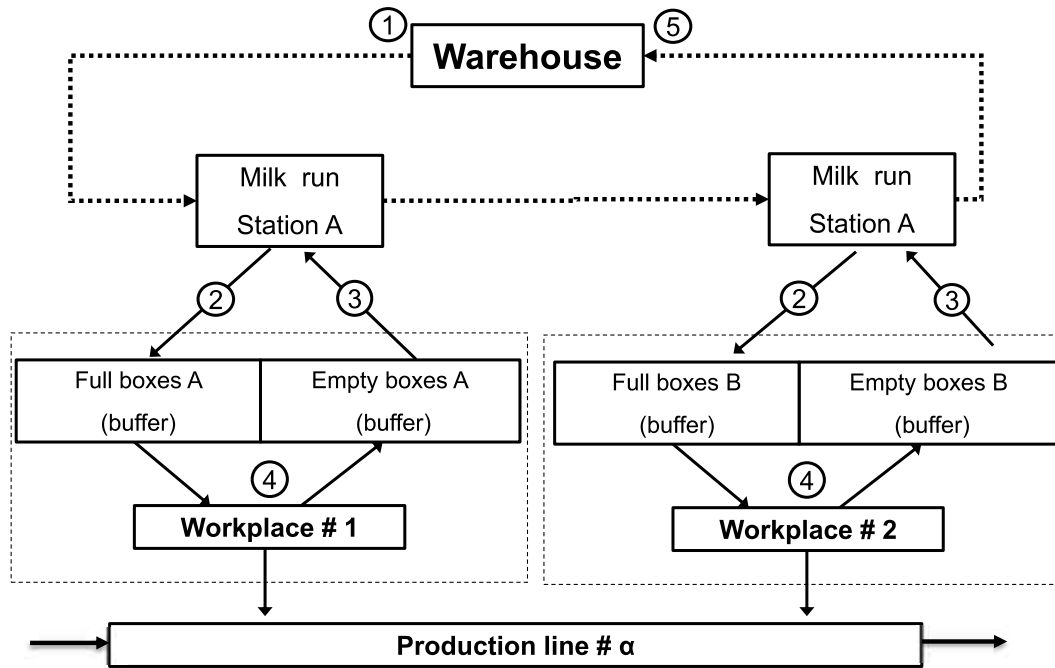 1
Warehouse
5
Milk run
Station A
Milk run
Station A
2
3
2
3
Full boxes A
(buffer)
Empty boxes A
(buffer)
Full boxes B
(buffer)
Empty boxes B
(buffer)
4
4
Workplace # 1
Workplace # 2
Production line # α